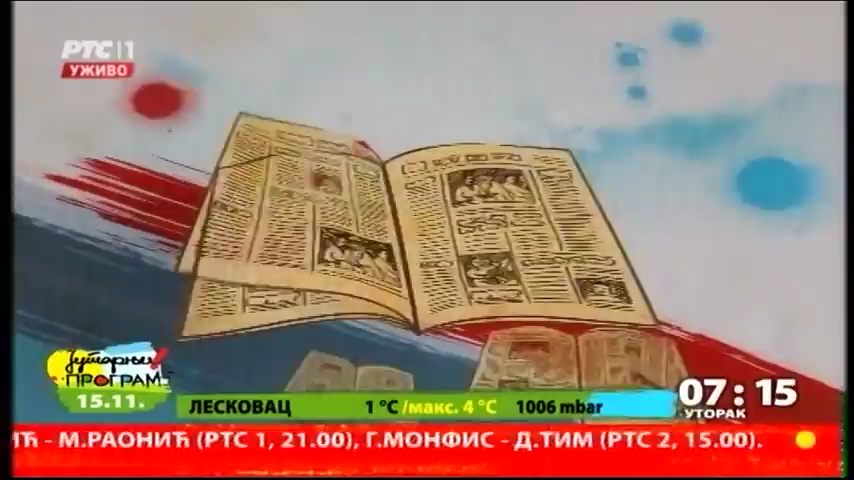 РТС 1
УЖИВО
Јутарњи
ПРОГРАМ
15.11.
ЛЕСКОВАЦ 1 °C /макс. 4 °C 1006 mbar
07:15
УТОРАК
ИЋ - М.РАОНИЋ (РТС 1, 21.00), Г.МОНФИС - Д.ТИМ (РТС 2, 15.00).